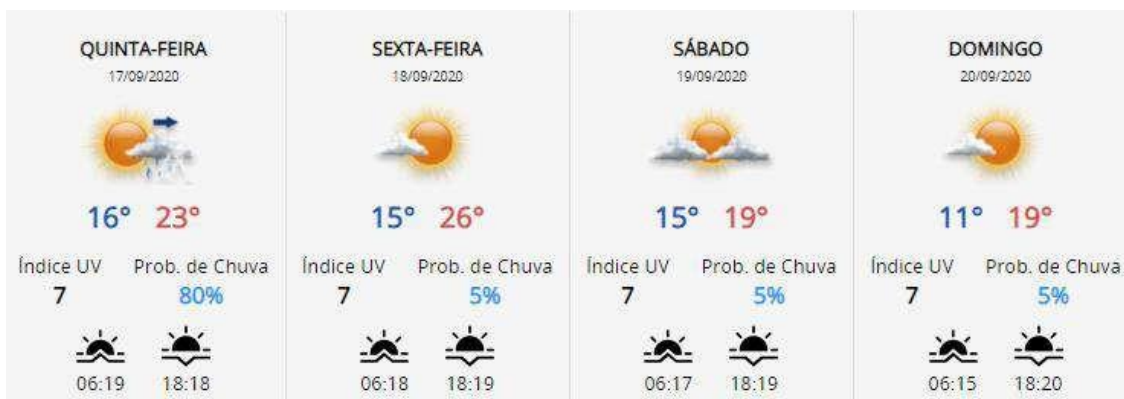 QUINTA-FEIRA
17/09/2020
16° 23°
Índice UV Prob. de Chuva
7 80%
06:19 18:18
SEXTA-FEIRA
18/09/2020
15° 26°
Índice UV Prob. de Chuva
7 5%
06:18 18:19
SÁBADO
19/09/2020
15° 19°
Índice UV Prob. de Chuva
7 5%
06:17 18:19
DOMINGO
20/09/2020
11° 19°
Índice UV Prob. de Chuva
7 5%
06:15 18:20